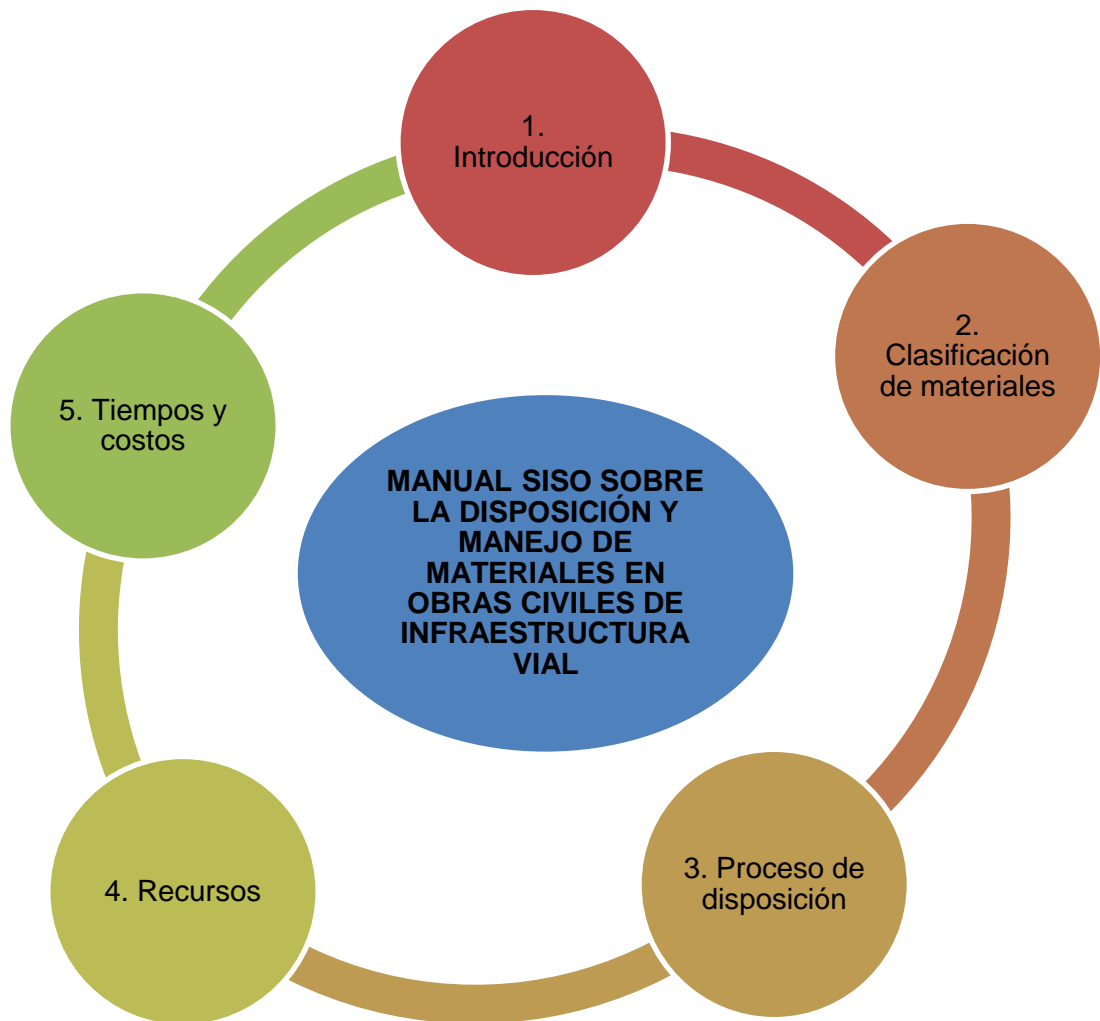 1.
Introducción
2.
Clasificación
de materiales
3. Proceso de
disposición
4. Recursos
5. Tiempos y
costos
MANUAL SISO SOBRE
LA DISPOSICIÓN Y
MANEJO DE
MATERIALES EN
OBRAS CIVILES DE
INFRAESTRUCTURA
VIAL